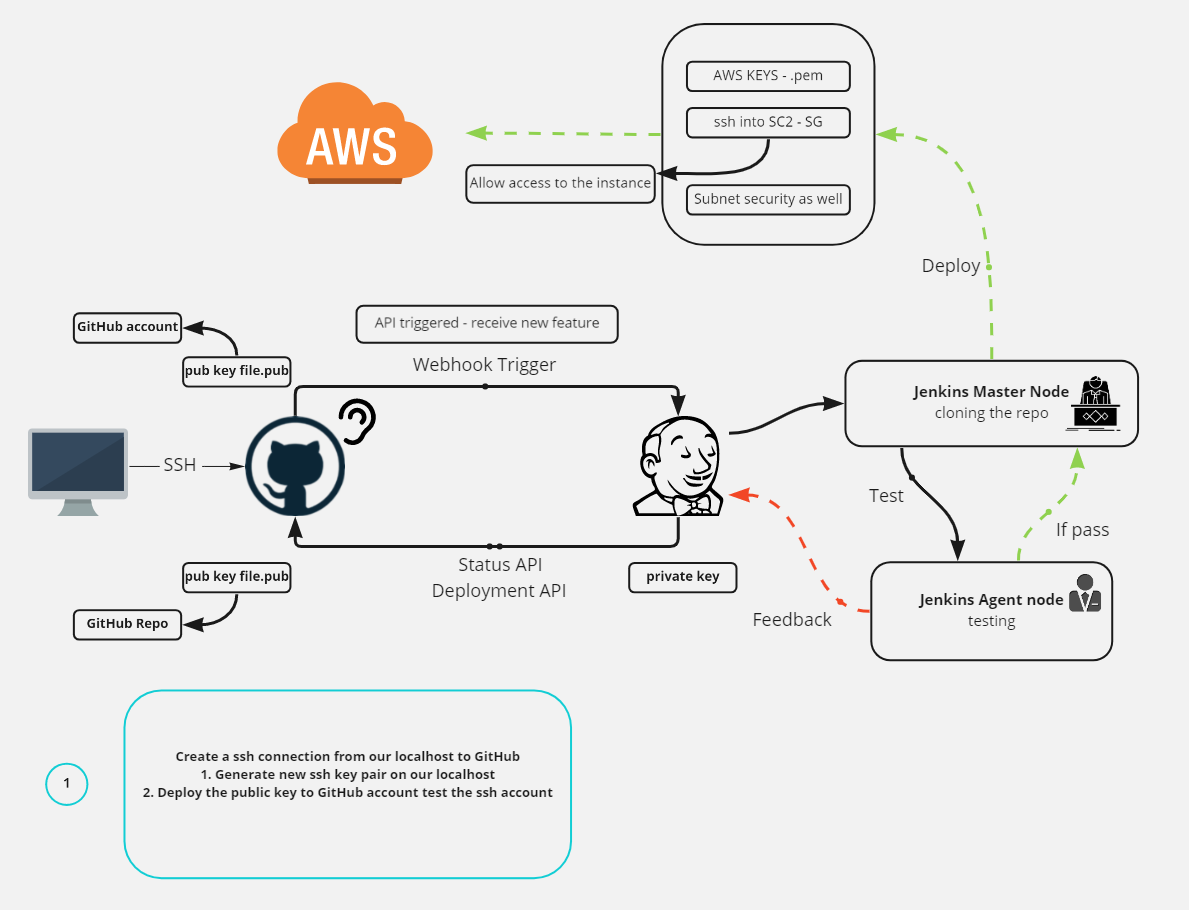 AWS KEYS - .pem
ssh into SC2 - SG
AWS
Allow access to the instance
Subnet security as well
Deploy
GitHub account
API triggered - receive new feature
pub key file.pub
Webhook Trigger
Jenkins Master Node
cloning the repo
SSH
Test
If pass
Status API
Deployment API
pub key file.pub
private key
Jenkins Agent node
testing
GitHub Repo
Feedback
Create a ssh connection from our localhost to GitHub
1. Generate new ssh key pair on our localhost
2. Deploy the public key to GitHub account test the ssh account
1